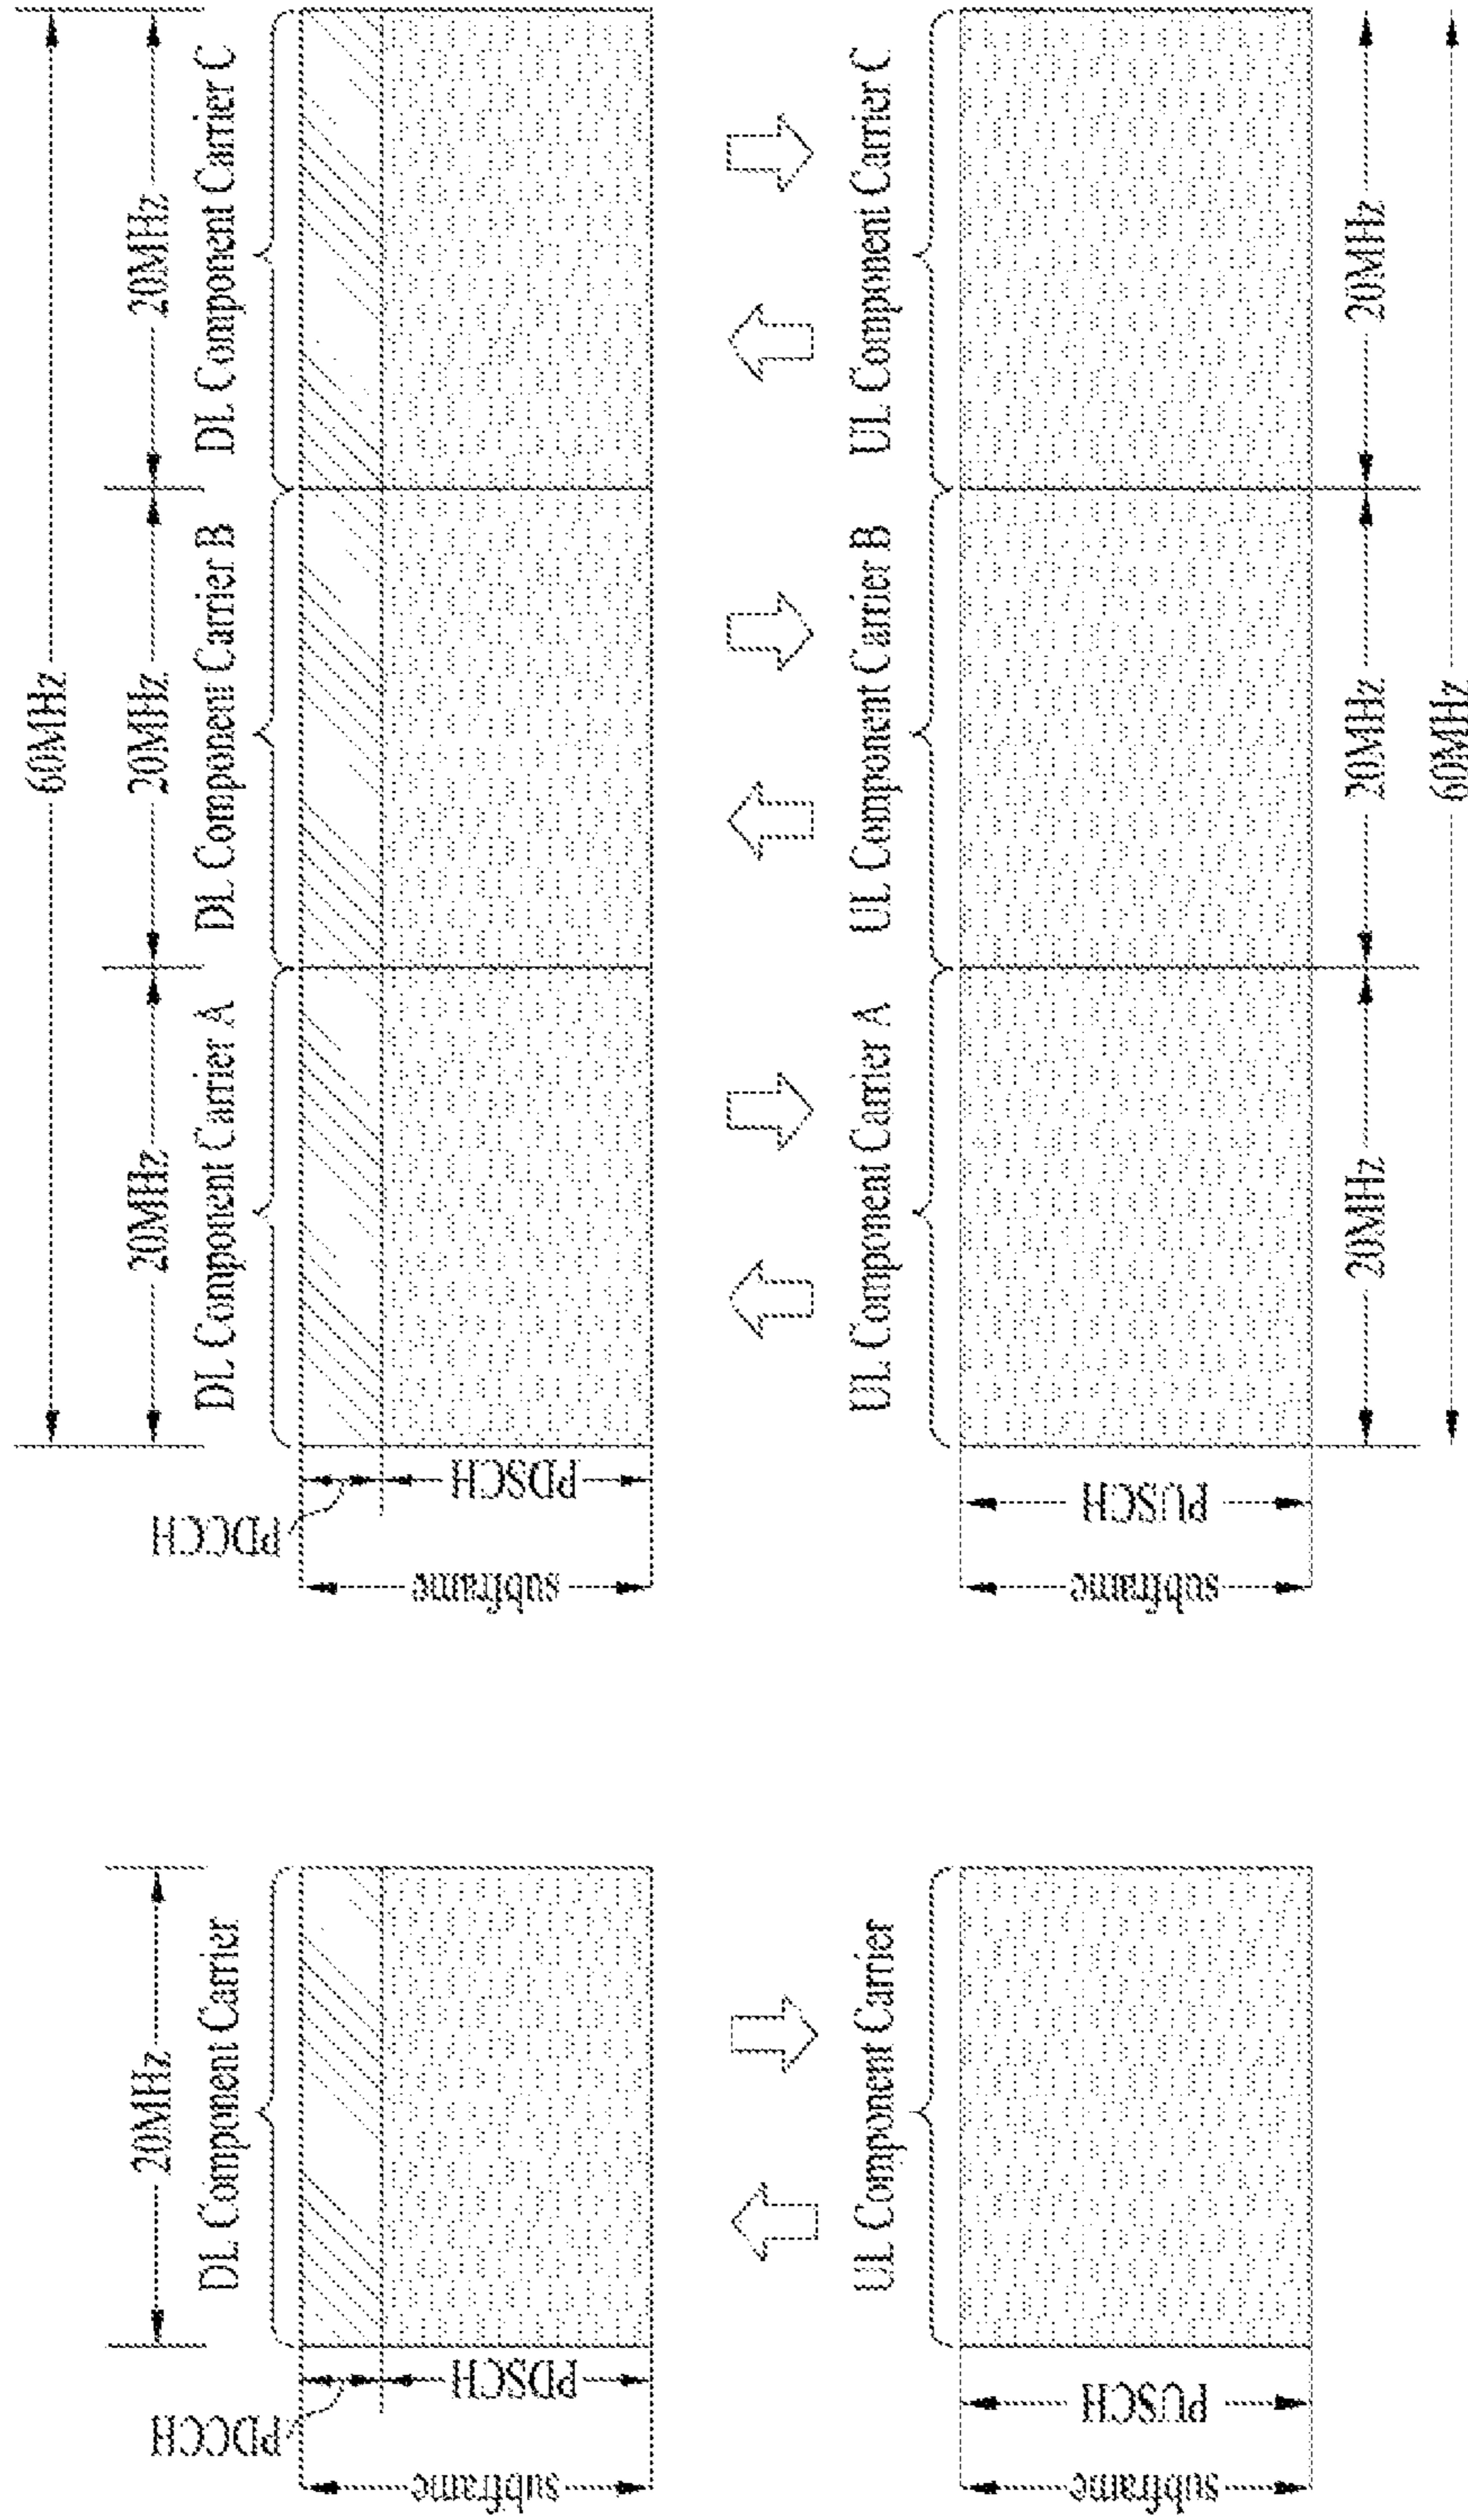 20MHz
DL Component Carrier
PDCCH
PDSCH
subframe
UL Component Carrier
PUSCH
subframe
60MHz
20MHz
20MHz
20MHz
DL Component Carrier A
DL Component Carrier B
DL Component Carrier C
PDCCH
PDSCH
subframe
UL Component Carrier A
UL Component Carrier B
UL Component Carrier C
PUSCH
subframe
20MHz
20MHz
20MHz
60MHz